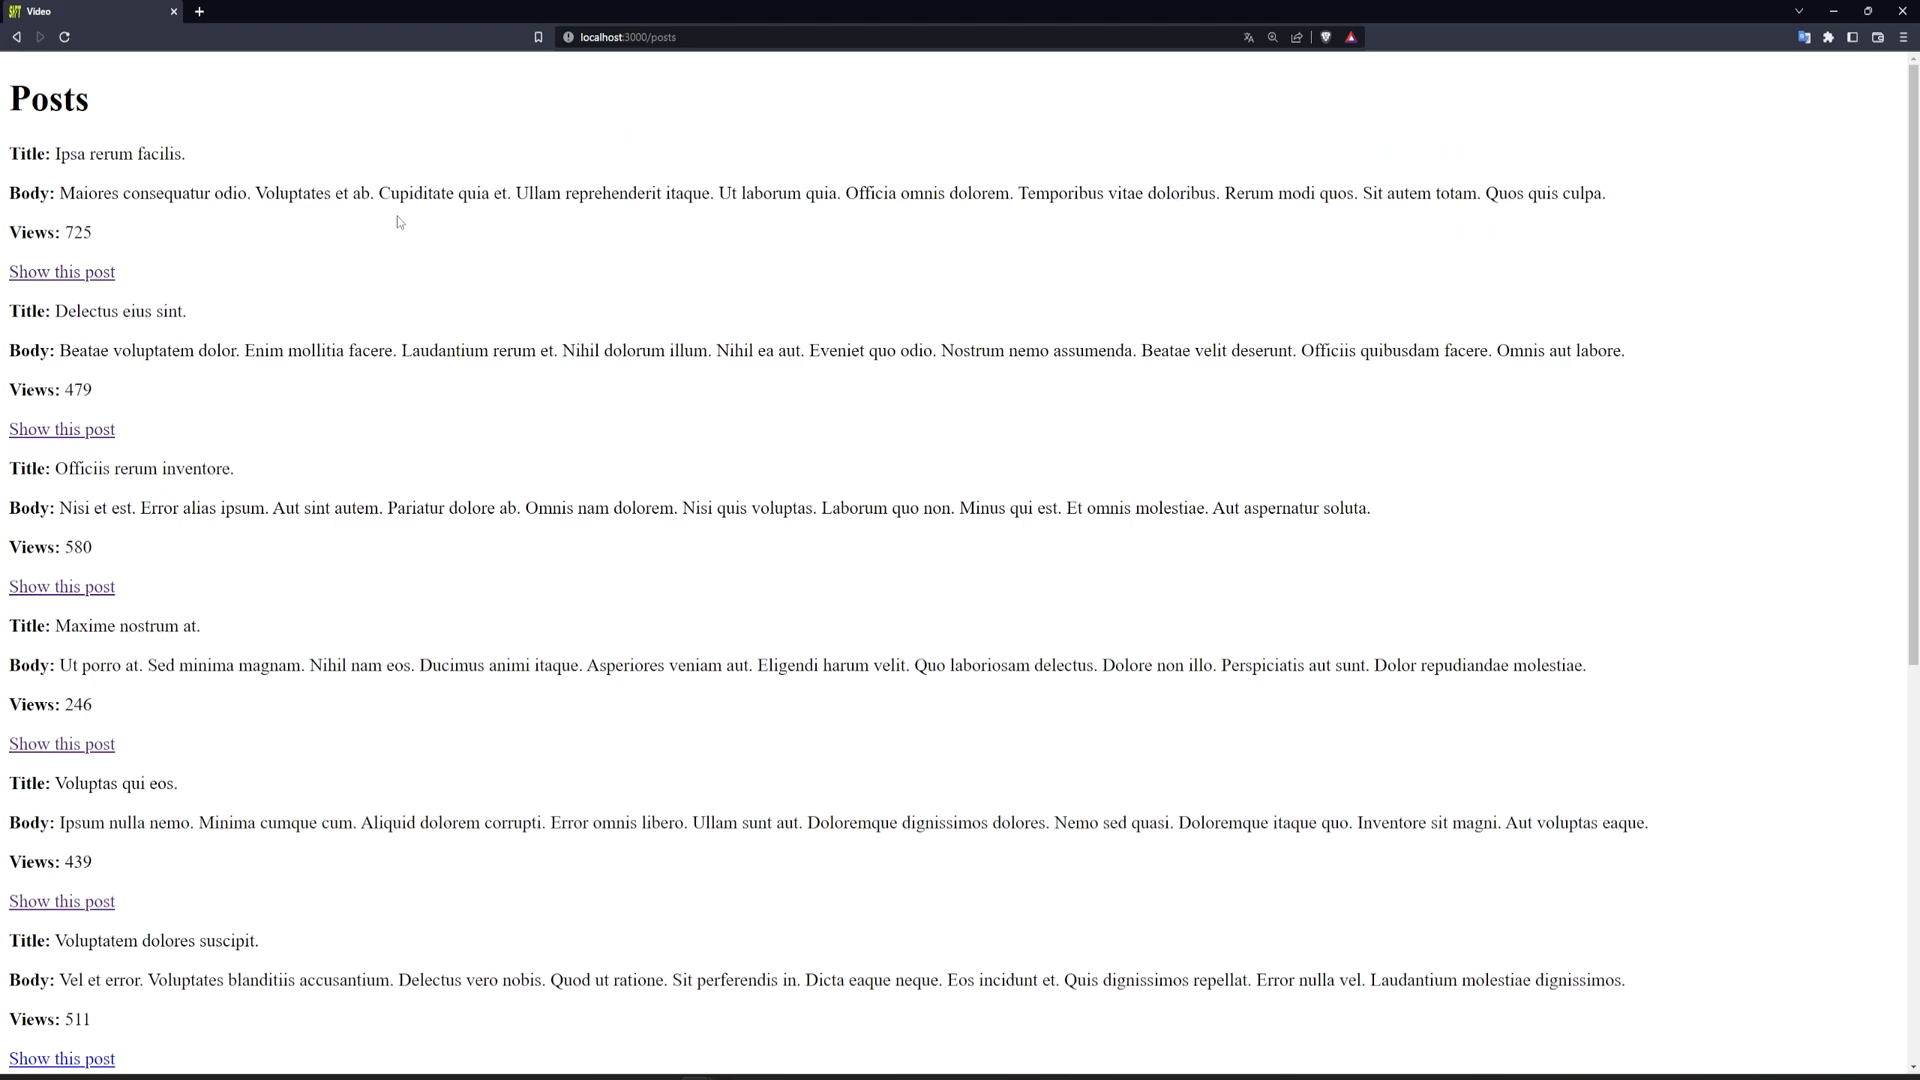 Video
localhost:3000/posts
Posts
Title: Ipsa rerum facilis.
Body: Maiores consequatur odio. Voluptates et ab. Cupiditate quia et. Ullam reprehenderit itaque. Ut laborum quia. Officia omnis dolorem. Temporibus vitae doloribus. Rerum modi quos. Sit autem totam. Quos quis culpa.
Views: 725
Show this post
Title: Delectus eius sint.
Body: Beatae voluptatem dolor. Enim mollitia facere. Laudantium rerum et. Nihil dolorum illum. Nihil ea aut. Eveniet quo odio. Nostrum nemo assumenda. Beatae velit deserunt. Officiis quibusdam facere. Omnis aut labore.
Views: 479
Show this post
Title: Officiis rerum inventore.
Body: Nisi et est. Error alias ipsum. Aut sint autem. Pariatur dolore ab. Omnis nam dolorem. Nisi quis voluptas. Laborum quo non. Minus qui est. Et omnis molestiae. Aut aspernatur soluta.
Views: 580
Show this post
Title: Maxime nostrum at.
Body: Ut porro at. Sed minima magnam. Nihil nam eos. Ducimus animi itaque. Asperiores veniam aut. Eligendi harum velit. Quo laboriosam delectus. Dolore non illo. Perspiciatis aut sunt. Dolor repudiandae molestiae.
Views: 246
Show this post
Title: Voluptas qui eos.
Body: Ipsum nulla nemo. Minima cumque cum. Aliquid dolorem corrupti. Error omnis libero. Ullam sunt aut. Doloremque dignissimos dolores. Nemo sed quasi. Doloremque itaque quo. Inventore sit magni. Aut voluptas eaque.
Views: 439
Show this post
Title: Voluptatem dolores suscipit.
Body: Vel et error. Voluptates blanditiis accusantium. Delectus vero nobis. Quod ut ratione. Sit perferendis in. Dicta eaque neque. Eos incidunt et. Quis dignissimos repellat. Error nulla vel. Laudantium molestiae dignissimos.
Views: 511
Show this post